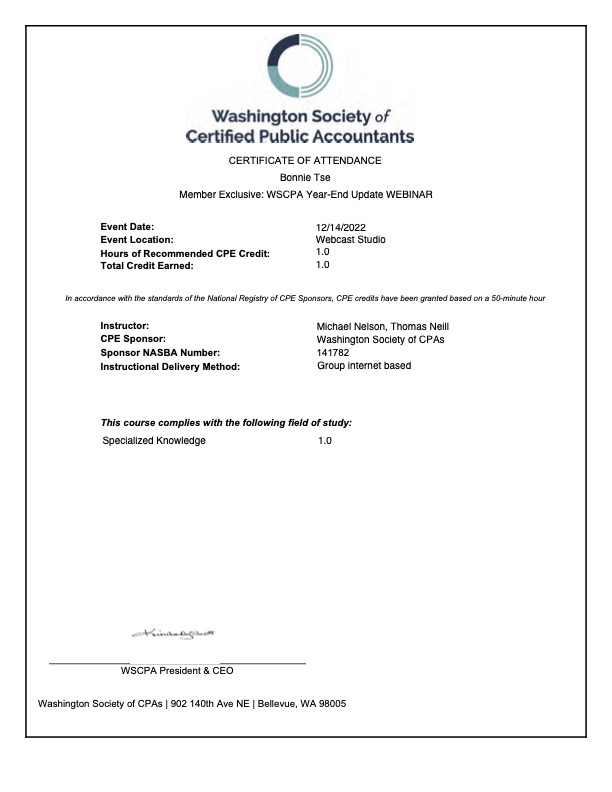 Washington Society of
Certified Public Accountants
CERTIFICATE OF ATTENDANCE
Bonnie Tse
Member Exclusive: WSCPA Year-End Update WEBINAR
Event Date: 12/14/2022
Event Location: Webcast Studio
Hours of Recommended CPE Credit: 1.0
Total Credit Earned: 1.0
In accordance with the standards of the National Registry of CPE Sponsors, CPE credits have been granted based on a 50-minute hour
Instructor: Michael Nelson, Thomas Neill
CPE Sponsor: Washington Society of CPAs
Sponsor NASBA Number: 141782
Instructional Delivery Method: Group internet based
This course complies with the following field of study:
Specialized Knowledge 1.0
WSCPA President & CEO
Washington Society of CPAs | 902 140th Ave NE | Bellevue, WA 98005